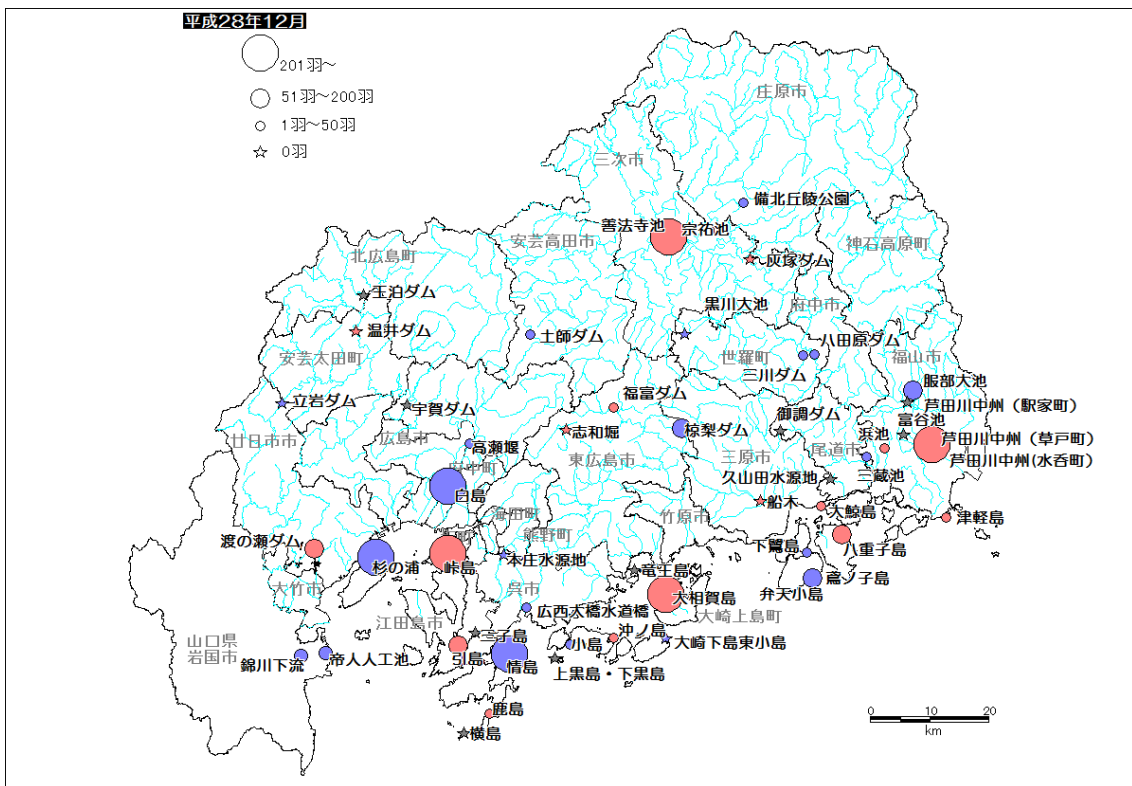 平成28年12月
201羽～
51羽～200羽
1羽～50羽
0羽
庄原市
三次市
備北丘陵公園
善法寺池
宗祐池
安芸高田市
神石高原町
北広島町
灰塚ダム
玉泊ダム
黒川大池
府中市
温井ダム
土師ダム
八田原ダム
安芸太田町
世羅町
福山市
三川ダム
服部大池
立岩ダム
宇賀ダム
福富ダム
芦田川中州（駅家町）
御調ダム
富谷池
廿日市市
広島市
志和堀
椋梨ダム
浜池
芦田川中州（草戸町）
高瀬堰
東広島市
三原市
尾道市
芦田川中州(水呑町)
府中町
久山田水源地
三蔵池
白島
船木
大鯨島
海田町
竹原市
津軽島
渡の瀬ダム
熊野町
下鷺島
八重子島
杉の浦
峠島
本庄水源地
竜王島
大竹市
呉市
大相賀島
弁天小島
鳶ノ子島
広西大橋水道橋
大崎上島町
江田島市
三子島
沖ノ島
山口県
岩国市
引島
小島
大崎下島東小島
錦川下流
帝人人工池
情島
上黒島・下黒島
鹿島
横島
0
10
20
km